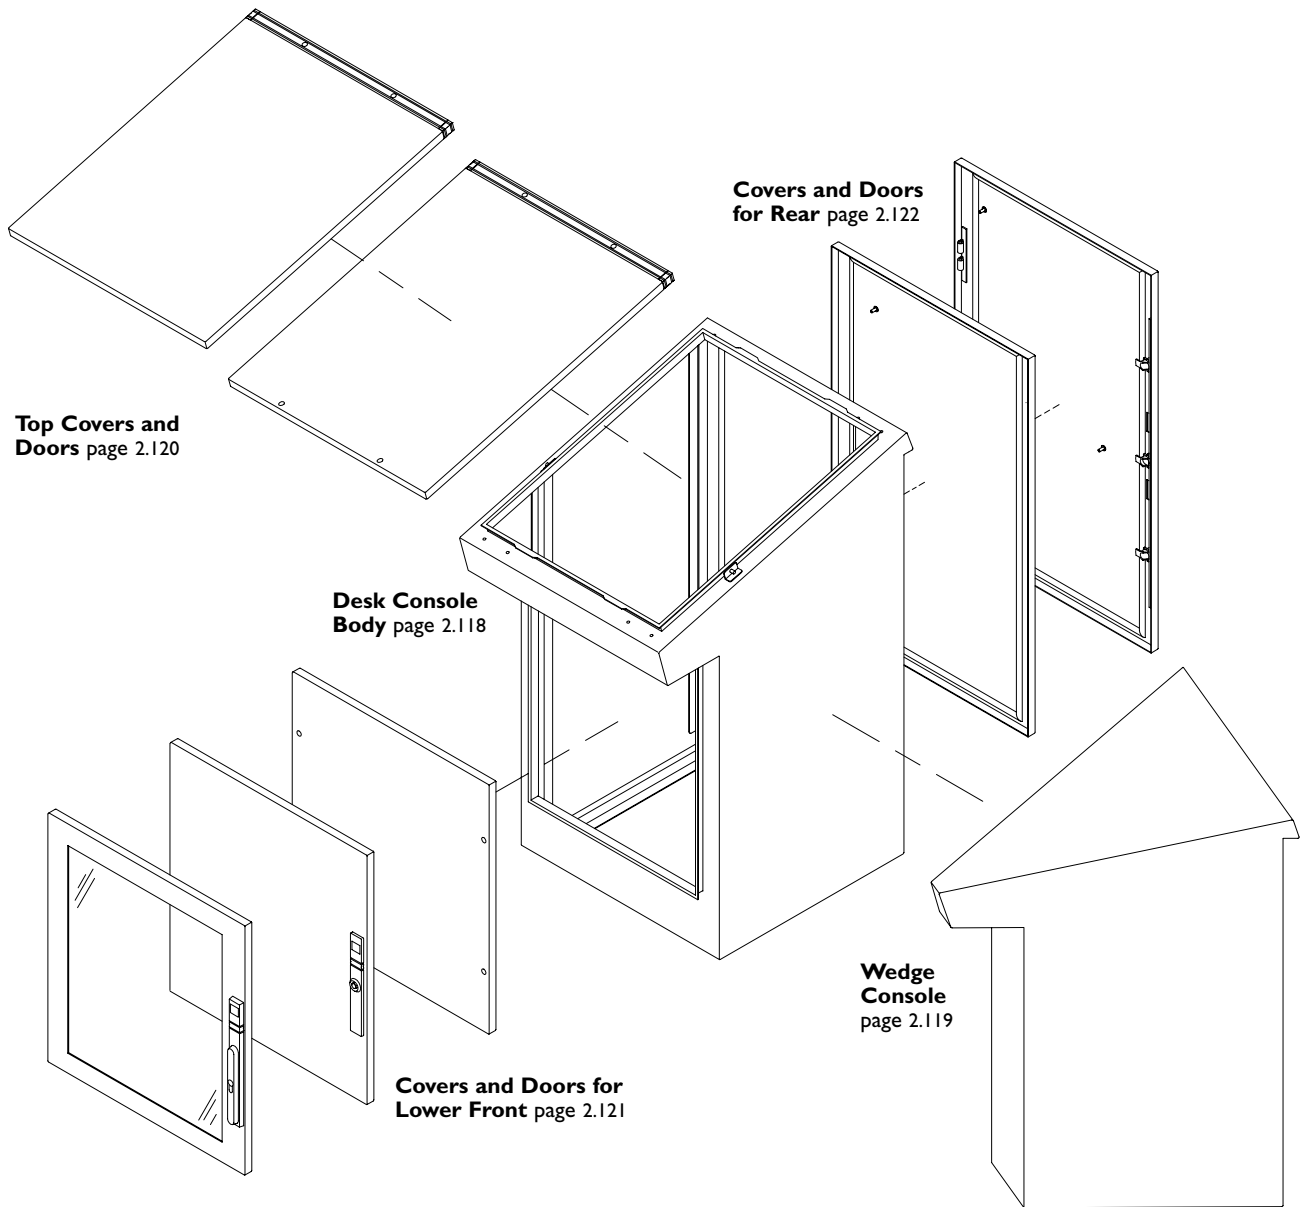 Covers and Doors
for Rear page 2.122
Top Covers and
Doors page 2.120
Desk Console
Body page 2.118
Wedge
Console
page 2.119
Covers and Doors for
Lower Front page 2.121